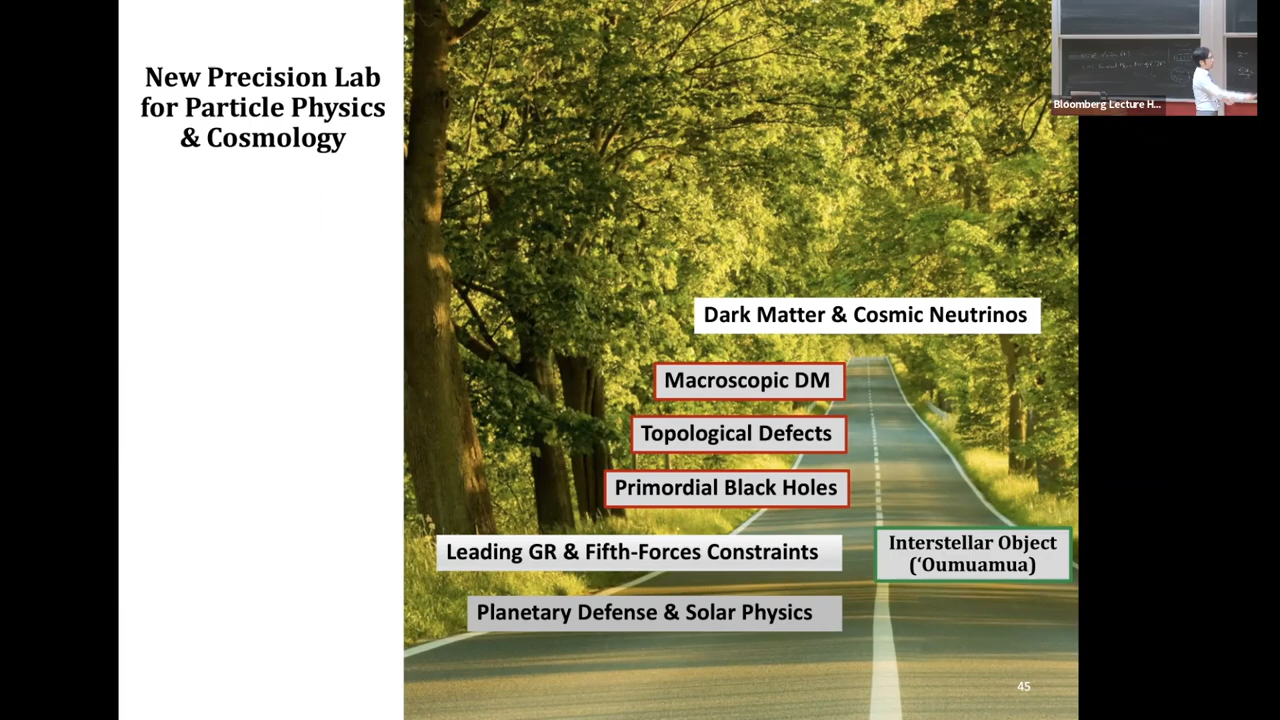 New Precision Lab
for Particle Physics
& Cosmology
Bloomberg Lecture H...
Dark Matter & Cosmic Neutrinos
Macroscopic DM
Topological Defects
Primordial Black Holes
Leading GR & Fifth-Forces Constraints
Interstellar Object
(‘Oumuamua)
Planetary Defense & Solar Physics
45